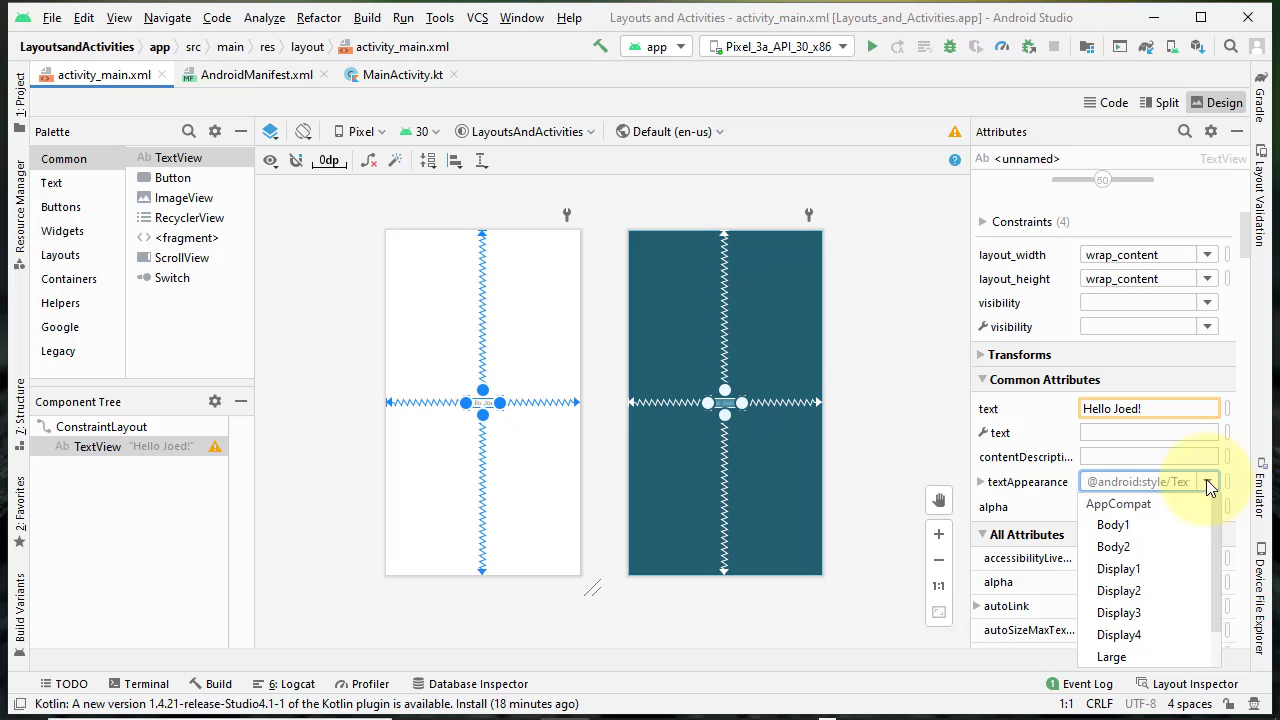 File Edit View Navigate Code Analyze Refactor Build Run Tools VCS Window Help Layouts and Activities - activity_main.xml [Layouts_and_Activities.app] - Android Studio
LayoutsandActivities app src main res layout activity_main.xml app Pixel_3a_API_30_x86
activity_main.xml AndroidManifest.xml MainActivity.kt
Code Split Design
Palette Pixel 30 LayoutsAndActivities Default (en-us) Attributes
Common Ab TextView 0dp Ab <unnamed> TextView
Text Button 50
Buttons ImageView
Widgets RecyclerView Constraints (4)
Layouts <fragment> layout_width wrap_content
Containers ScrollView layout_height wrap_content
Helpers Switch visibility
Google visibility
Legacy Transforms
Common Attributes
Component Tree text Hello Joed!
ConstraintLayout text
Ab TextView "Hello Joed!" contentDescripti...
textAppearance @android:style/Tex
alpha AppCompat
Body1
All Attributes Body2
accessibilityLive... Display1
alpha Display2
autoLink Display3
autoSizeMaxTex... Display4
Large
1:1
1: Project
Resource Manager
Z: Structure
2: Favorites
Build Variants
Gradle
Layout Validation
Emulator
Device File Explorer
TODO Terminal Build 6: Logcat Profiler Database Inspector 1 Event Log Layout Inspector
Kotlin: A new version 1.4.21-release-Studio4.1-1 of the Kotlin plugin is available. Install (18 minutes ago) 1:1 CRLF UTF-8 4 spaces